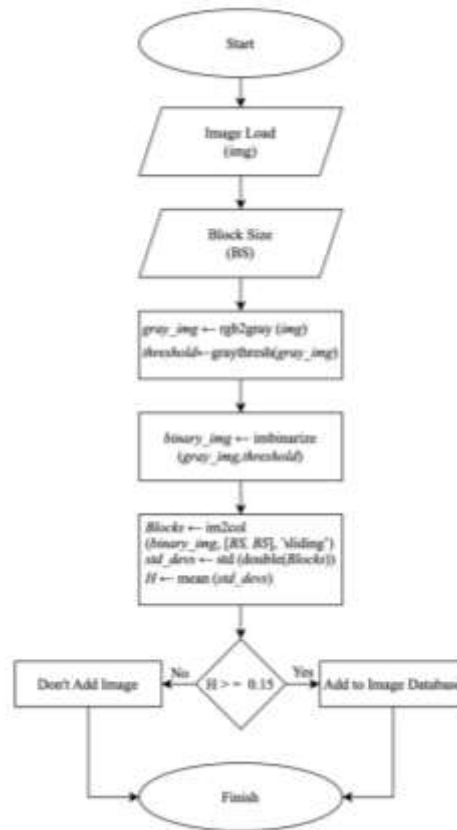 Start
Image Load
(img)
Block Size
(BS)
gray_img ← rgb2gray (img)
threshold←graythresh(gray_img)
binary_img ← imbinarize
(gray_img,threshold)
Blocks ← im2col
(binary_img, [BS, BS], 'sliding')
std_devs ← std (double(Blocks))
H ← mean (std_devs)
No
Yes
Don't Add Image
H > = 0.15
Add to Image Database
Finish